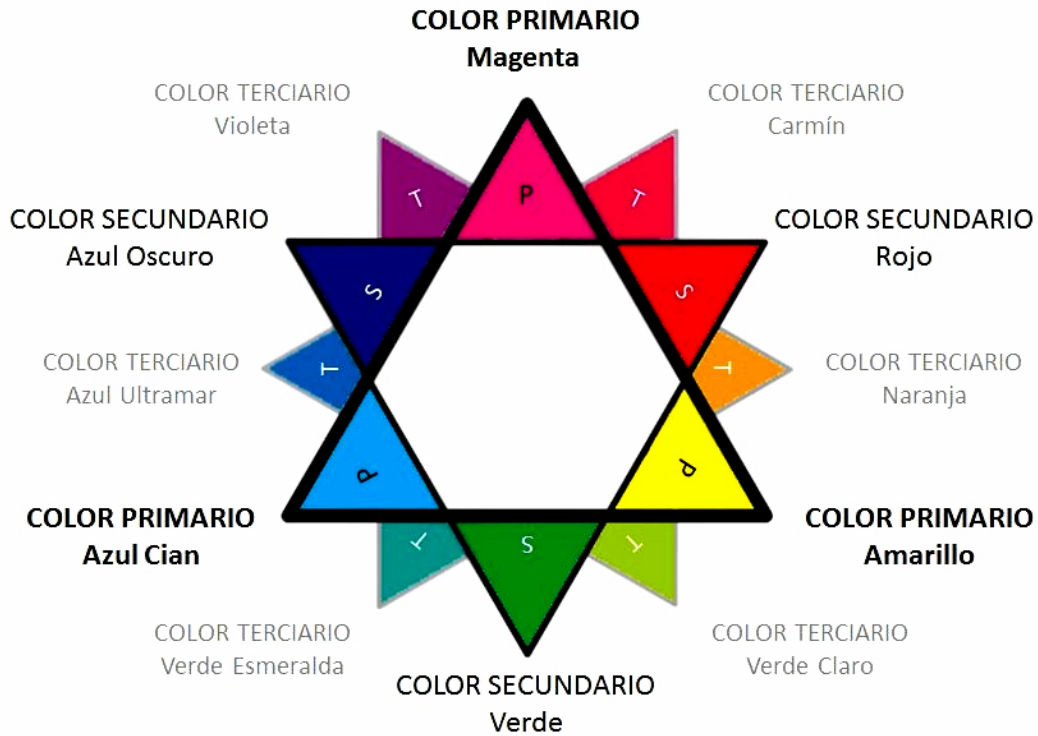 COLOR PRIMARIO
Magenta
COLOR TERCIARIO
Violeta
COLOR TERCIARIO
Carmín
T
P
T
COLOR SECUNDARIO
Azul Oscuro
COLOR SECUNDARIO
Rojo
S
S
COLOR TERCIARIO
Azul Ultramar
T
T
COLOR TERCIARIO
Naranja
P
P
COLOR PRIMARIO
Azul Cian
COLOR PRIMARIO
Amarillo
T
S
T
COLOR TERCIARIO
Verde Esmeralda
COLOR TERCIARIO
Verde Claro
COLOR SECUNDARIO
Verde